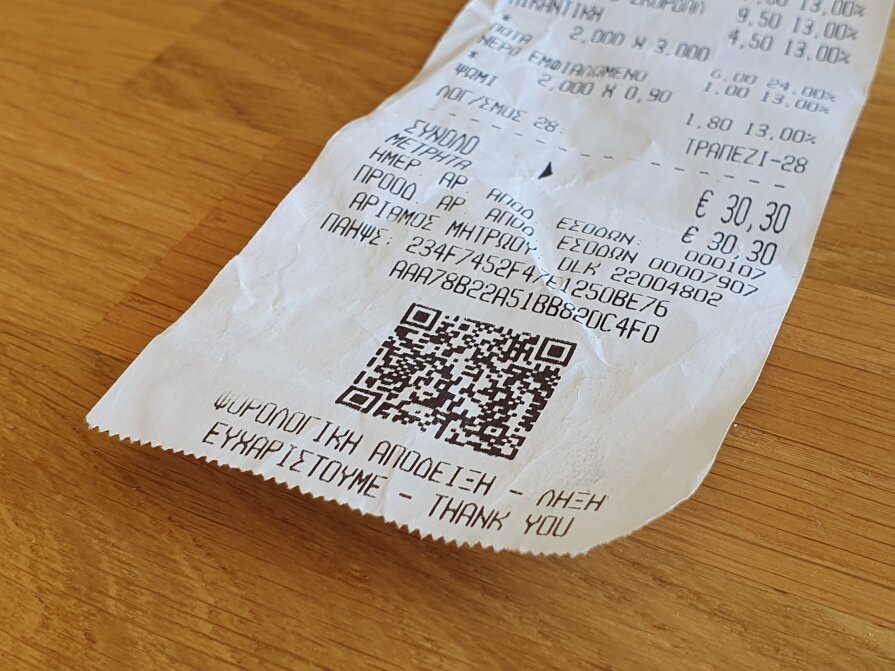 9,50 13,00%
ΠΙΚΑΝΤΙΚΗ 4,50 13,00%
* 2,000 X 3,000
ΠΟΤΑ 6,00 24,00%
ΝΕΡΟ ΕΜΦΙΑΛΩΜΕΝΟ 1,00 13,00%
* 2,000 X 0,90
ΨΩΜΙ 1,80 13,00%
ΛΟΓ/ΣΜΟΣ 28: ΤΡΑΠΕΖΙ-28
ΣΥΝΟΛΟ € 30,30
ΜΕΤΡΗΤΑ € 30,30
ΗΜΕΡ. ΑΡ. ΑΠΟΔ. ΕΣΟΔΩΝ: 000107
ΠΡΟΟΔ. ΑΡ. ΑΠΟΔ. ΕΣΟΔΩΝ 00007907
ΑΡΙΘΜΟΣ ΜΗΤΡΩΟΥ: DLK 22004802
ΠΑΗΨΣ: 234F7452F47E1250BE76
AAA78B22A51BB820C4F0
ΦΟΡΟΛΟΓΙΚΗ ΑΠΟΔΕΙΞΗ - ΛΗΞΗ
ΕΥΧΑΡΙΣΤΟΥΜΕ - THANK YOU